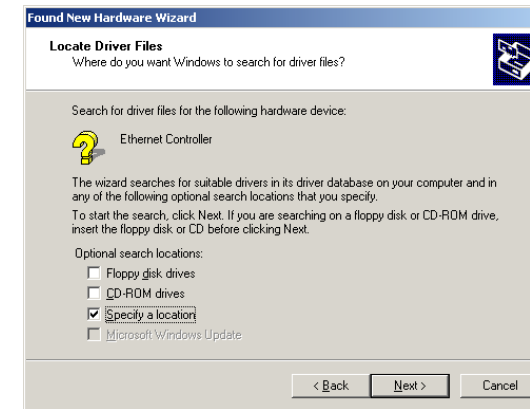 Found New Hardware Wizard
Locate Driver Files
Where do you want Windows to search for driver files?
Search for driver files for the following hardware device:
Ethernet Controller
The wizard searches for suitable drivers in its driver database on your computer and in
any of the following optional search locations that you specify.
To start the search, click Next. If you are searching on a floppy disk or CD-ROM drive,
insert the floppy disk or CD before clicking Next.
Optional search locations:
Floppy disk drives
CD-ROM drives
Specify a location
Microsoft Windows Update
< Back Next > Cancel